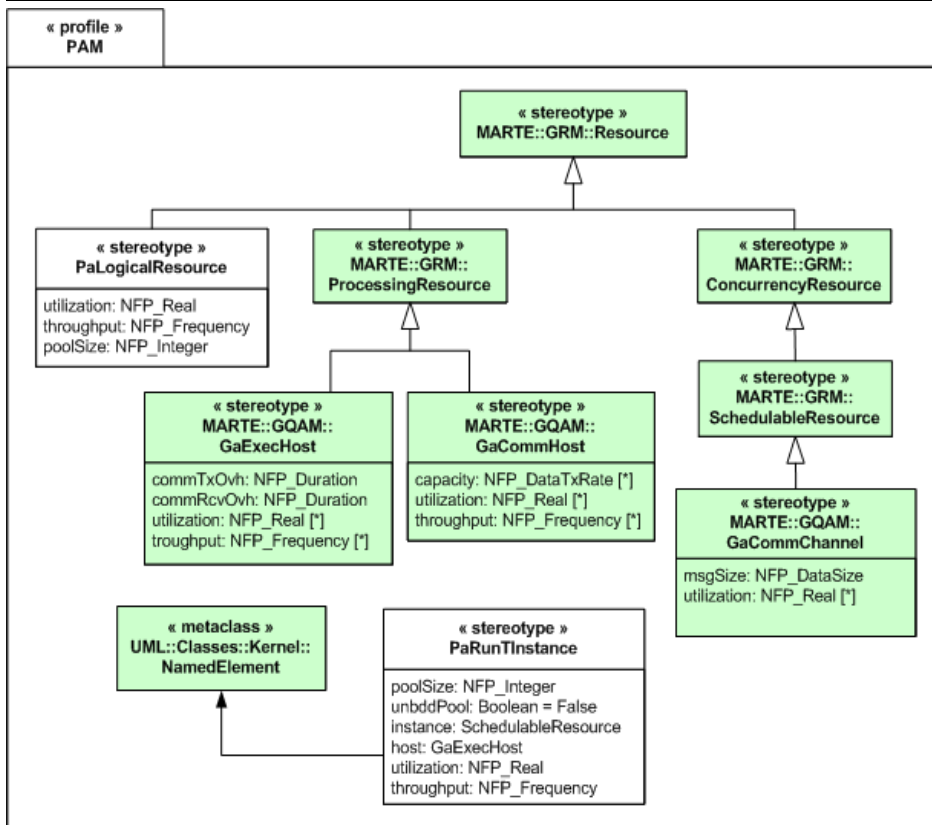 « profile »
PAM
« stereotype »
MARTE::GRM::Resource
« stereotype »
PaLogicalResource
utilization: NFP_Real
throughput: NFP_Frequency
poolSize: NFP_Integer
« stereotype »
MARTE::GRM::
ProcessingResource
« stereotype »
MARTE::GRM::
ConcurrencyResource
« stereotype »
MARTE::GRM::
SchedulableResource
« stereotype »
MARTE::GQAM::
GaExecHost
commTxOvh: NFP_Duration
commRcvOvh: NFP_Duration
utilization: NFP_Real [*]
troughput: NFP_Frequency [*]
« stereotype »
MARTE::GQAM::
GaCommHost
capacity: NFP_DataTxRate [*]
utilization: NFP_Real [*]
throughput: NFP_Frequency [*]
« stereotype »
MARTE::GQAM::
GaCommChannel
msgSize: NFP_DataSize
utilization: NFP_Real [*]
« metaclass »
UML::Classes::Kernel::
NamedElement
« stereotype »
PaRunTInstance
poolSize: NFP_Integer
unbddPool: Boolean = False
instance: SchedulableResource
host: GaExecHost
utilization: NFP_Real
throughput: NFP_Frequency